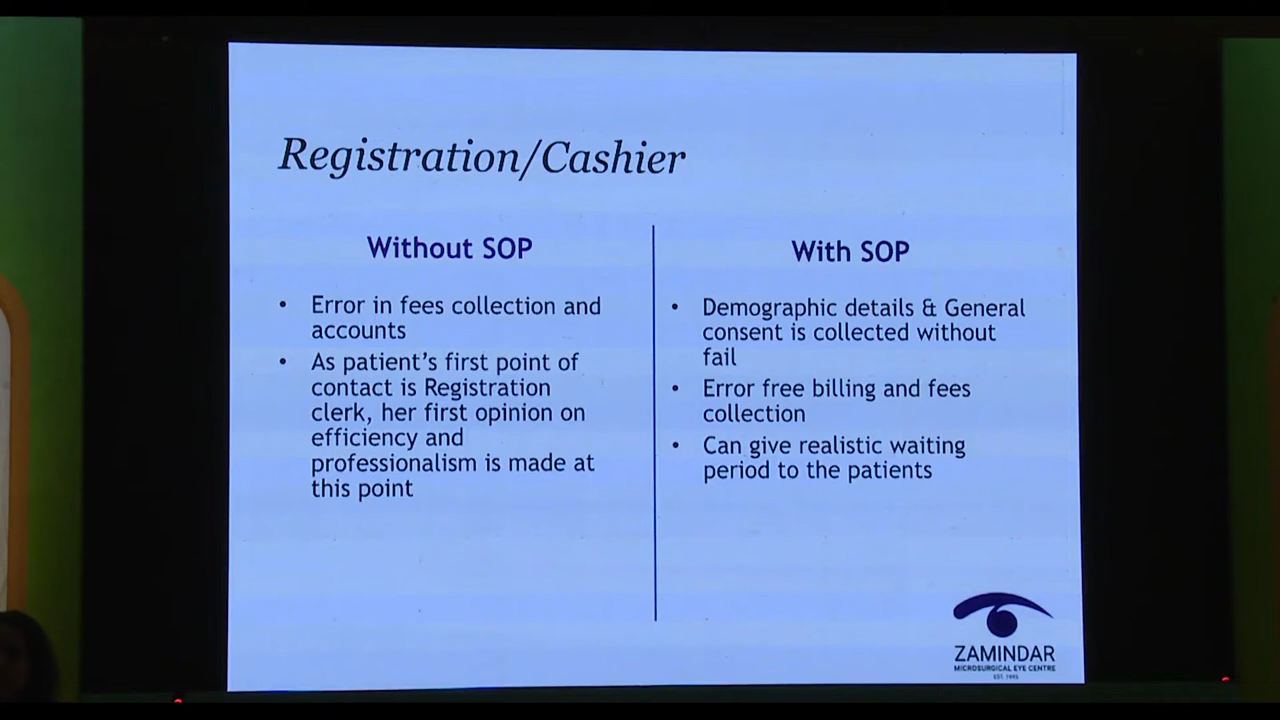 Registration/Cashier
Without SOP
• Error in fees collection and
accounts
• As patient’s first point of
contact is Registration
clerk, her first opinion on
efficiency and
professionalism is made at
this point
With SOP
• Demographic details & General
consent is collected without
fail
• Error free billing and fees
collection
• Can give realistic waiting
period to the patients
ZAMINDAR
MICROSURGICAL EYE CENTRE